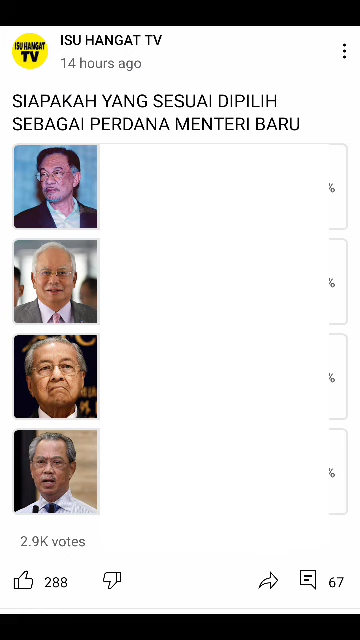 ISU HANGAT TV
ISU HANGAT
TV
14 hours ago
SIAPAKAH YANG SESUAI DIPILIH
SEBAGAI PERDANA MENTERI BARU
%
%
%
%
2.9K votes
288
67